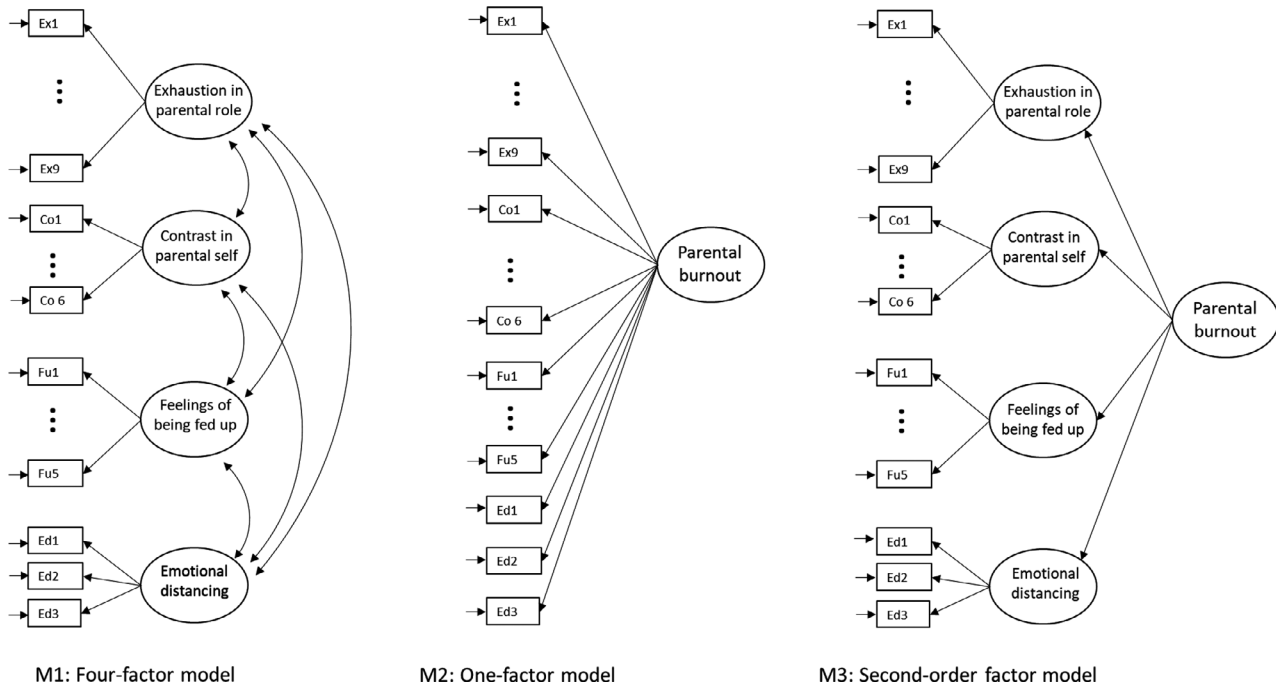 Ex1
Exhaustion in
parental role
Ex9
Co1
Contrast in
parental self
Co 6
Fu1
Feelings of
being fed up
Fu5
Ed1
Ed2
Emotional
distancing
Ed3
M1: Four-factor model
Ex1
Ex9
Co1
Parental
burnout
Co 6
Fu1
Fu5
Ed1
Ed2
Ed3
M2: One-factor model
Ex1
Exhaustion in
parental role
Ex9
Co1
Contrast in
parental self
Co 6
Parental
burnout
Fu1
Feelings of
being fed up
Fu5
Ed1
Ed2
Emotional
distancing
Ed3
M3: Second-order factor model